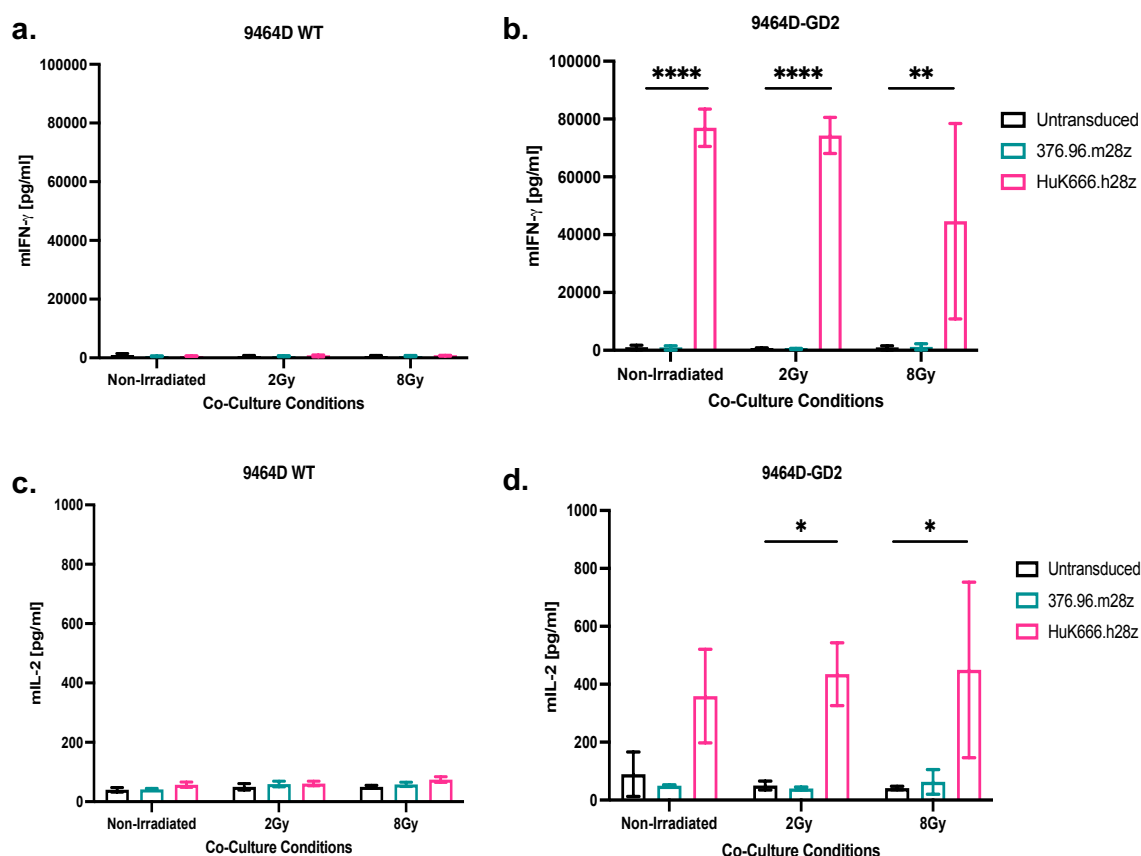 a.
9464D WT
mIFN-γ [pg/ml]
100000
80000
60000
40000
20000
0
Non-Irradiated
2Gy
8Gy
Co-Culture Conditions
b.
9464D-GD2
mIFN-γ [pg/ml]
100000
80000
60000
40000
20000
0
****
****
**
Non-Irradiated
2Gy
8Gy
Co-Culture Conditions
Untransduced
376.96.m28z
HuK666.h28z
c.
9464D WT
mIL-2 [pg/ml]
1000
800
600
400
200
0
Non-Irradiated
2Gy
8Gy
Co-Culture Conditions
d.
9464D-GD2
mIL-2 [pg/ml]
1000
800
600
400
200
0
*
*
Non-Irradiated
2Gy
8Gy
Co-Culture Conditions
Untransduced
376.96.m28z
HuK666.h28z